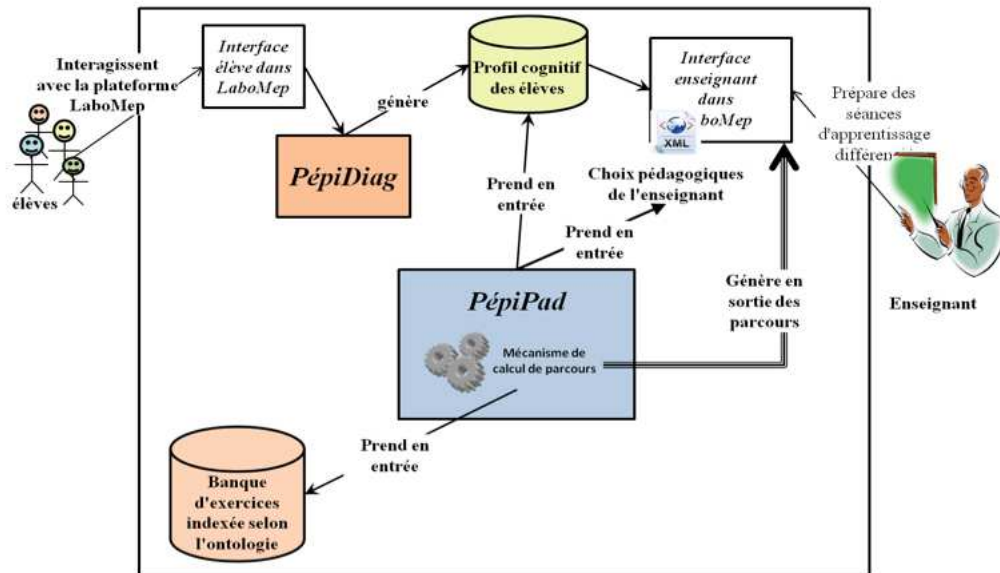 Interagissent
avec la plateforme
LaboMep
élèves
Interface
élève dans
LaboMep
génère
PépiDiag
Profil cognitif
des élèves
Interface
enseignant
dans
boMep
XML
Prépare des
séances
d'apprentissage
différen
Enseignant
Prend en
entrée
Choix pédagogiques
de l'enseignant
Prend en
entrée
PépiPad
Mécanisme de
calcul de parcours
Génère en
sortie des
parcours
Prend en
entrée
Banque
d'exercices
indexée selon
l'ontologie